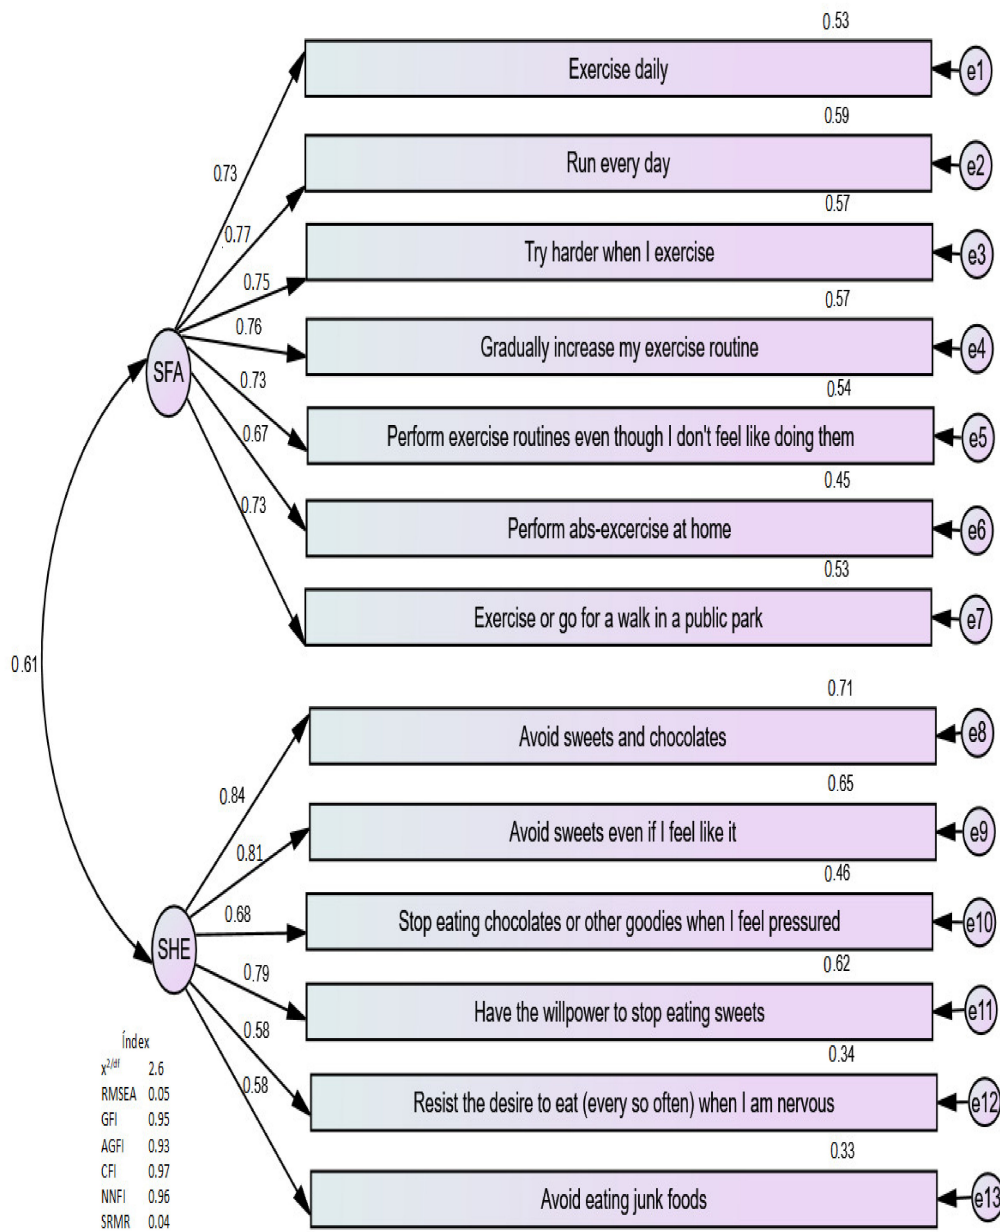 0.53
Exercise daily
e1
0.59
0.73
Run every day
e2
0.57
0.77
Try harder when I exercise
e3
0.75
0.57
0.76
Gradually increase my exercise routine
e4
SFA
0.73
0.54
Perform exercise routines even though I don't feel like doing them
e5
0.67
0.45
0.73
Perform abs-excercise at home
e6
0.53
Exercise or go for a walk in a public park
e7
0.61
0.71
Avoid sweets and chocolates
e8
0.84
0.65
Avoid sweets even if I feel like it
e9
0.81
0.46
0.68
Stop eating chocolates or other goodies when I feel pressured
e10
SHE
0.62
0.79
Have the willpower to stop eating sweets
e11
0.58
0.34
0.58
Resist the desire to eat (every so often) when I am nervous
e12
0.33
Avoid eating junk foods
e13
Índex
x2/df 2.6
RMSEA 0.05
GFI 0.95
AGFI 0.93
CFI 0.97
NNFI 0.96
SRMR 0.04